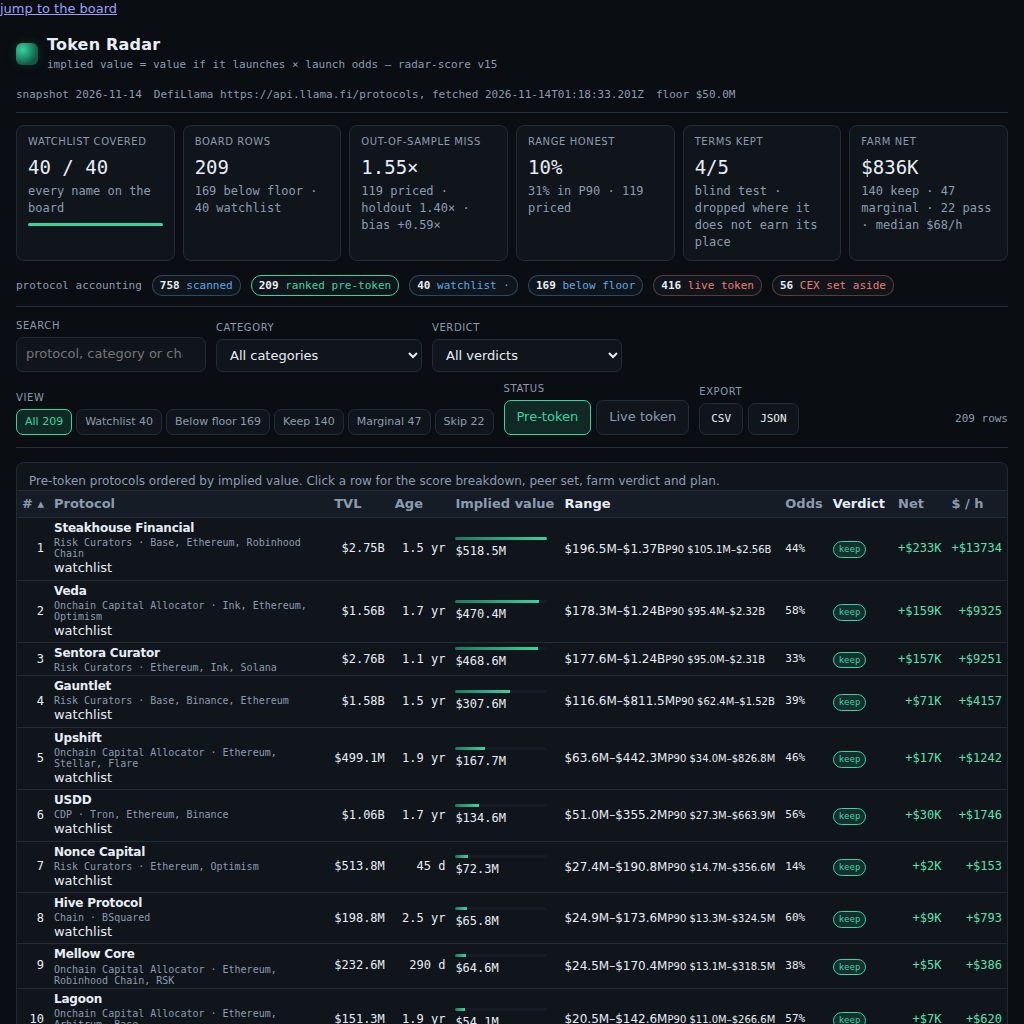 jump to the board
Token Radar
implied value = value if it launches × launch odds — radar-score v15
snapshot 2026-11-14 DefiLlama https://api.llama.fi/protocols, fetched 2026-11-14T01:18:33.201Z floor $50.0M
WATCHLIST COVERED
40 / 40
every name on the
board
BOARD ROWS
209
169 below floor ·
40 watchlist
OUT-OF-SAMPLE MISS
1.55×
119 priced ·
holdout 1.40× ·
bias +0.59×
RANGE HONEST
10%
31% in P90 · 119
priced
TERMS KEPT
4/5
blind test ·
dropped where it
does not earn its
place
FARM NET
$836K
140 keep · 47
marginal · 22 pass
· median $68/h
protocol accounting 758 scanned 209 ranked pre-token 40 watchlist · 169 below floor 416 live token 56 CEX set aside
SEARCH
protocol, category or ch
CATEGORY
All categories
VERDICT
All verdicts
VIEW
All 209 Watchlist 40 Below floor 169 Keep 140 Marginal 47 Skip 22
STATUS
Pre-token Live token
EXPORT
CSV JSON
209 rows
Pre-token protocols ordered by implied value. Click a row for the score breakdown, peer set, farm verdict and plan.
# ▲ Protocol TVL Age Implied value Range Odds Verdict Net $ / h
Steakhouse Financial
Risk Curators · Base, Ethereum, Robinhood
Chain
watchlist
1 $2.75B 1.5 yr $518.5M $196.5M–$1.37BP90 $105.1M–$2.56B 44% keep +$233K +$13734
Veda
Onchain Capital Allocator · Ink, Ethereum,
Optimism
watchlist
2 $1.56B 1.7 yr $470.4M $178.3M–$1.24BP90 $95.4M–$2.32B 58% keep +$159K +$9325
Sentora Curator
Risk Curators · Ethereum, Ink, Solana
3 $2.76B 1.1 yr $468.6M $177.6M–$1.24BP90 $95.0M–$2.31B 33% keep +$157K +$9251
Gauntlet
Risk Curators · Base, Binance, Ethereum
watchlist
4 $1.58B 1.5 yr $307.6M $116.6M–$811.5MP90 $62.4M–$1.52B 39% keep +$71K +$4157
Upshift
Onchain Capital Allocator · Ethereum,
Stellar, Flare
watchlist
5 $499.1M 1.9 yr $167.7M $63.6M–$442.3MP90 $34.0M–$826.8M 46% keep +$17K +$1242
USDD
CDP · Tron, Ethereum, Binance
watchlist
6 $1.06B 1.7 yr $134.6M $51.0M–$355.2MP90 $27.3M–$663.9M 56% keep +$30K +$1746
Nonce Capital
Risk Curators · Ethereum, Optimism
watchlist
7 $513.8M 45 d $72.3M $27.4M–$190.8MP90 $14.7M–$356.6M 14% keep +$2K +$153
Hive Protocol
Chain · BSquared
watchlist
8 $198.8M 2.5 yr $65.8M $24.9M–$173.6MP90 $13.3M–$324.5M 60% keep +$9K +$793
Mellow Core
Onchain Capital Allocator · Ethereum,
Robinhood Chain, RSK
9 $232.6M 290 d $64.6M $24.5M–$170.4MP90 $13.1M–$318.5M 38% keep +$5K +$386
Lagoon
Onchain Capital Allocator · Ethereum,
Arbitrum, Base
10 $151.3M 1.9 yr $54.1M $20.5M–$142.6MP90 $11.0M–$266.6M 57% keep +$7K +$620